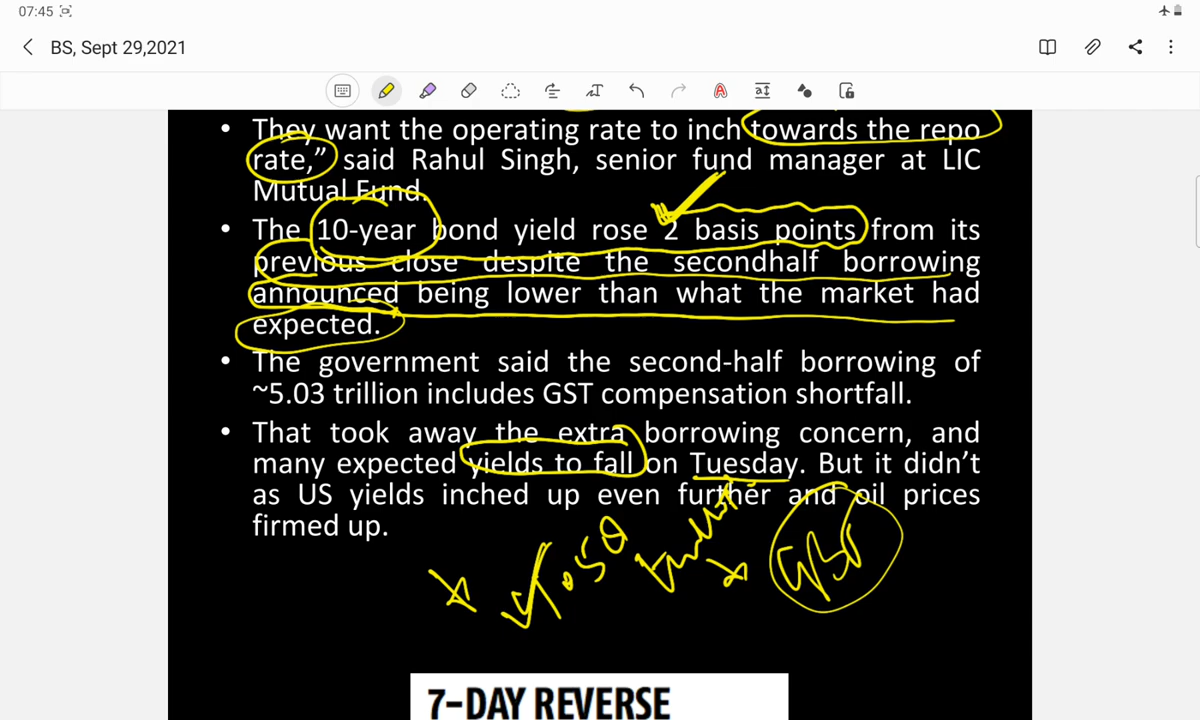 07:45
BS, Sept 29,2021
• They want the operating rate to inch towards the repo
rate,” said Rahul Singh, senior fund manager at LIC
Mutual Fund.
• The 10-year bond yield rose 2 basis points from its
previous close despite the secondhalf borrowing
announced being lower than what the market had
expected.
• The government said the second-half borrowing of
~5.03 trillion includes GST compensation shortfall.
• That took away the extra borrowing concern, and
many expected yields to fall on Tuesday. But it didn’t
as US yields inched up even further and oil prices
firmed up.
7-DAY REVERSE